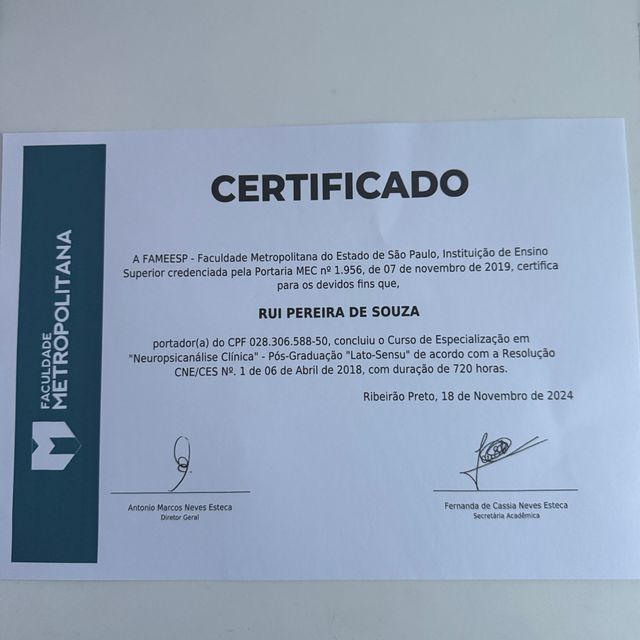 CERTIFICADO
A FAMEESP - Faculdade Metropolitana do Estado de São Paulo, Instituição de Ensino
Superior credenciada pela Portaria MEC nº 1.956, de 07 de novembro de 2019, certifica
para os devidos fins que,
RUI PEREIRA DE SOUZA
portador(a) do CPF 028.306.588-50, concluiu o Curso de Especialização em
"Neuropsicanálise Clínica" - Pós-Graduação "Lato-Sensu" de acordo com a Resolução
CNE/CES Nº. 1 de 06 de Abril de 2018, com duração de 720 horas.
Ribeirão Preto, 18 de Novembro de 2024
Antonio Marcos Neves Esteca
Diretor Geral
Fernanda de Cassia Neves Esteca
Secretária Acadêmica
FACULDADE
METROPOLITANA